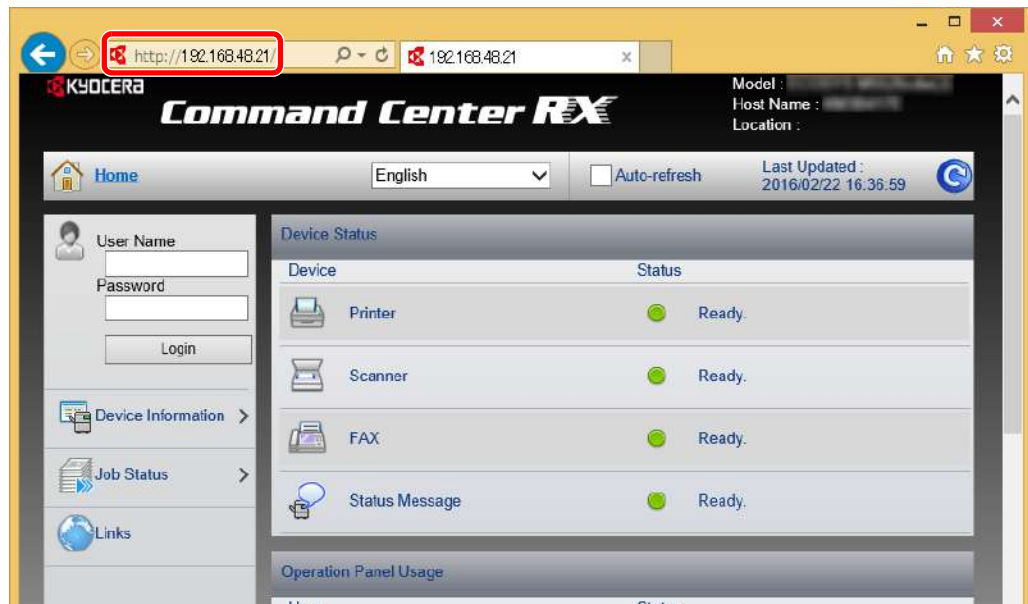 http://192.168.48.21/
192.168.48.21
KYOCERA
Command Center RX
Model :
Host Name :
Location :
Home
English
Auto-refresh
Last Updated :
2016/02/22 16:36:59
User Name
Password
Login
Device Information
Job Status
Links
Device Status
Device Status
Printer Ready.
Scanner Ready.
FAX Ready.
Status Message Ready.
Operation Panel Usage